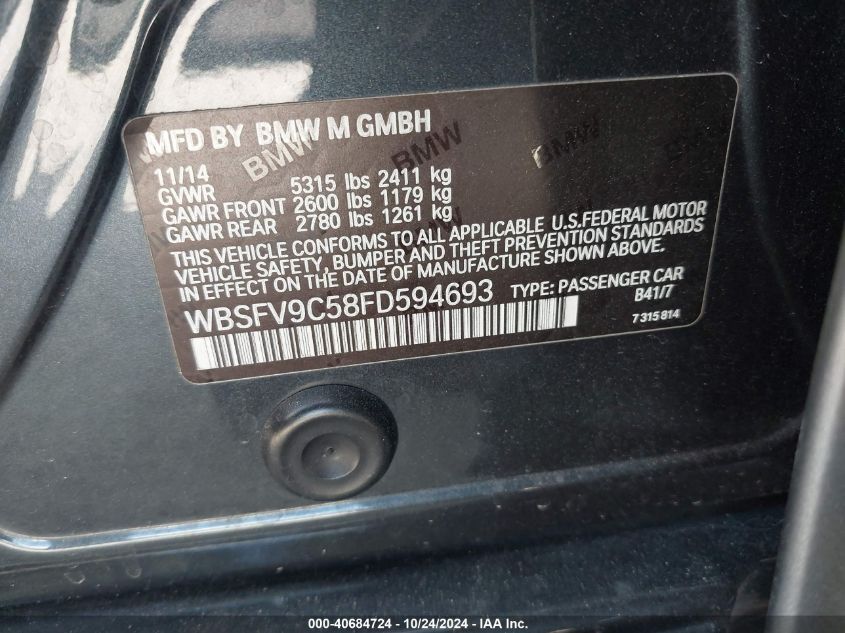 MFD BY BMW M GMBH
BMW BMW BMW
11/14
GVWR 5315 lbs 2411 kg
GAWR FRONT 2600 lbs 1179 kg
GAWR REAR 2780 lbs 1261 kg
THIS VEHICLE CONFORMS TO ALL APPLICABLE U.S.FEDERAL MOTOR
VEHICLE SAFETY, BUMPER AND THEFT PREVENTION STANDARDS
IN EFFECT ON THE DATE OF MANUFACTURE SHOWN ABOVE.
WBSFV9C58FD594693 TYPE: PASSENGER CAR
B41/7
7 315 814
000-40684724 - 10/24/2024 - IAA Inc.